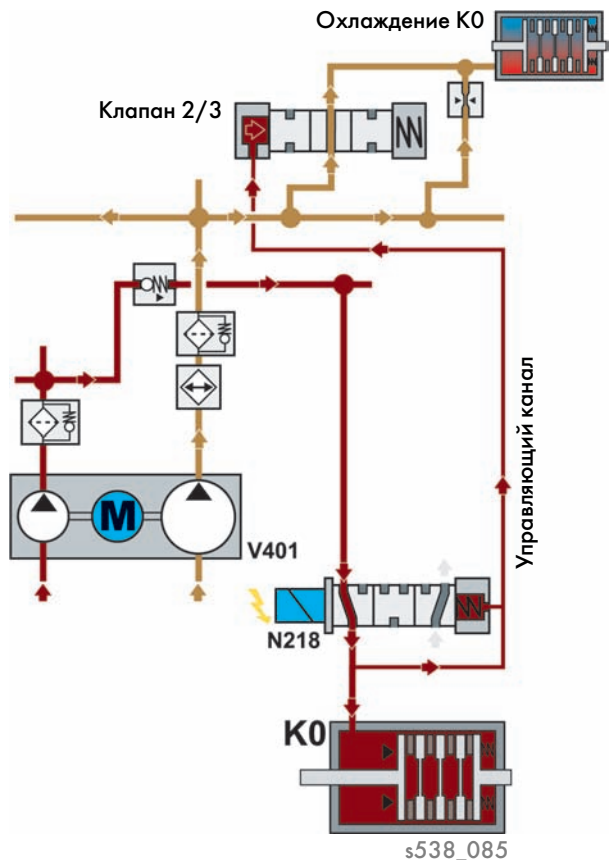 Охлаждение K0
Клапан 2/3
Управляющий канал
M
V401
N218
K0
s538_085